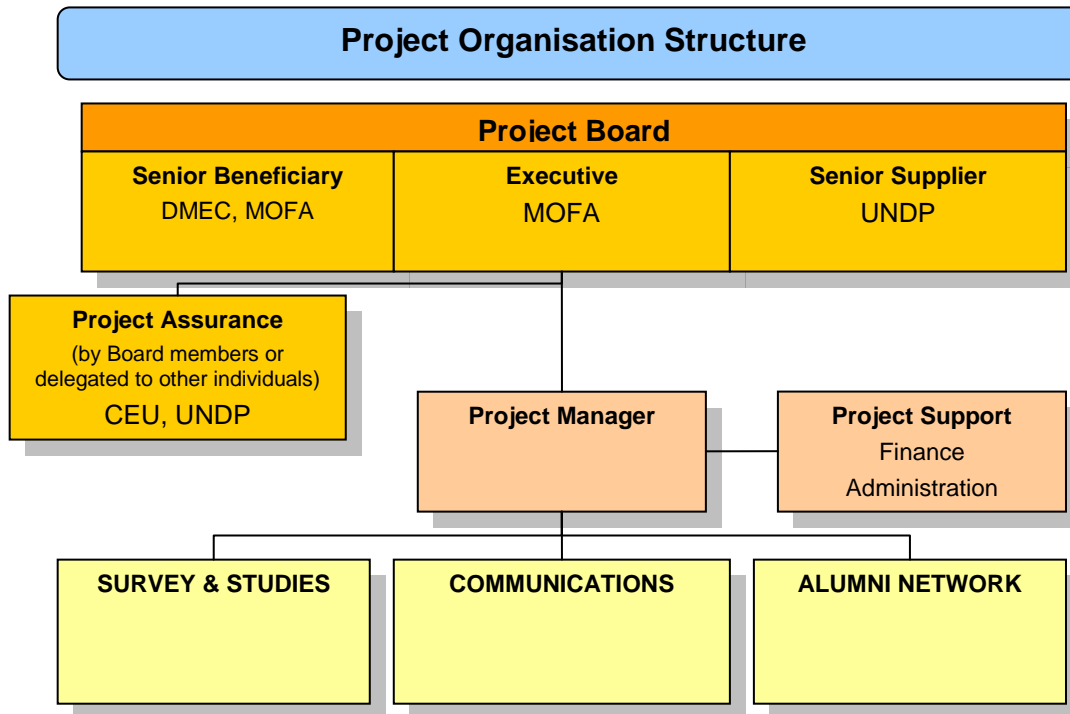 Project Organisation Structure
Project Board
Senior Beneficiary
DMEC, MOFA
Executive
MOFA
Senior Supplier
UNDP
Project Assurance
(by Board members or
delegated to other individuals)
CEU, UNDP
Project Manager
Project Support
Finance
Administration
SURVEY & STUDIES
COMMUNICATIONS
ALUMNI NETWORK